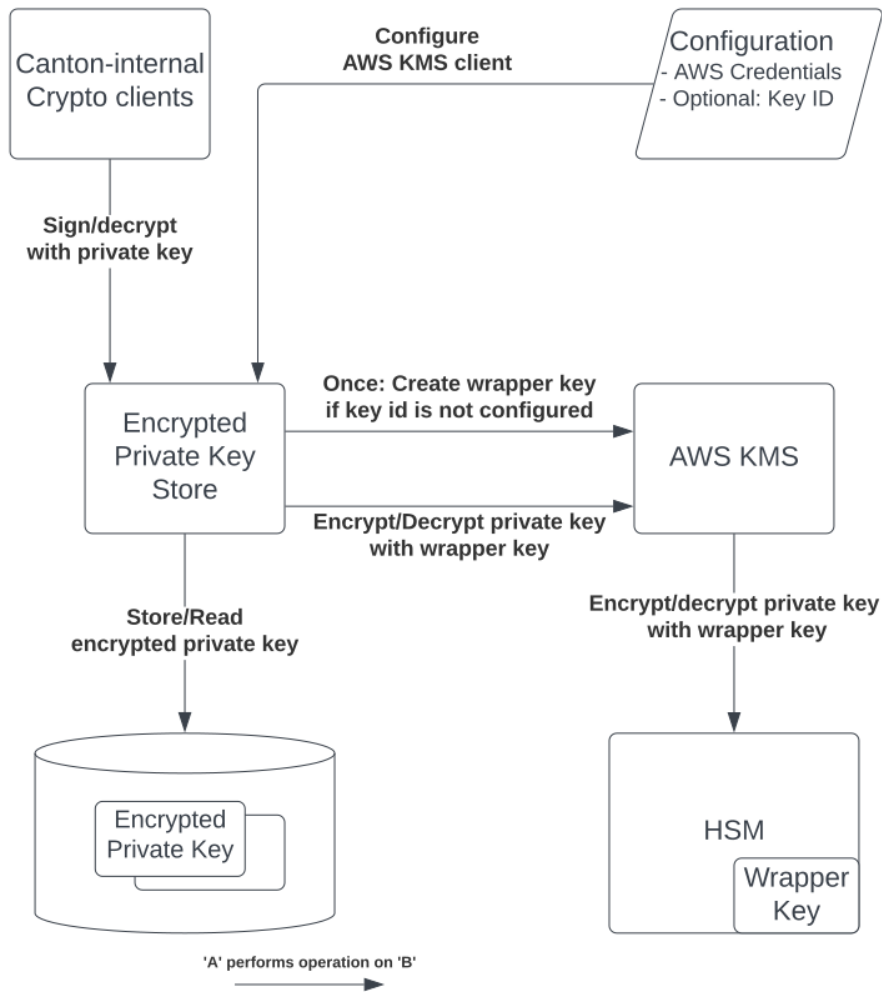 Canton-internal
Crypto clients
Configure
AWS KMS client
Configuration
- AWS Credentials
- Optional: Key ID
Sign/decrypt
with private key
Encrypted
Private Key
Store
Once: Create wrapper key
if key id is not configured
Encrypt/Decrypt private key
with wrapper key
AWS KMS
Store/Read
encrypted private key
Encrypt/decrypt private key
with wrapper key
Encrypted
Private Key
HSM
Wrapper
Key
'A' performs operation on 'B'